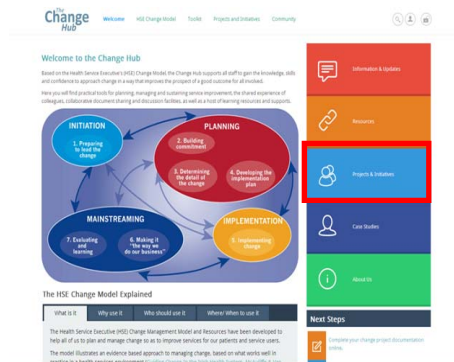 The
Change
Hub
Welcome
HSE Change Model
Toolkit
Projects and Initiatives
Community
Welcome to the Change Hub
Based on the Health Service Executive's (HSE) Change Model, the Change Hub supports all staff to gain the knowledge, skills
and confidence to approach change in a way that improves the prospect of a good outcome for all involved.
Here you will find practical tools for planning, managing and sustaining service improvement, the shared experience of
colleagues, collaborative document sharing and discussion facilities, as well as a host of learning resources and supports.
INITIATION
1. Preparing
to lead the
change
PLANNING
2. Building
commitment
3. Determining
the detail of
the change
4. Developing the
implementation
plan
MAINSTREAMING
7. Evaluating
and
learning
6. Making it
"the way we
do our business"
IMPLEMENTATION
5. Implementing
change
Information & Updates
Resources
Projects & Initiatives
Case Studies
About Us
The HSE Change Model Explained
What is it
Why use it
Who should use it
Where/ When to use it
The Health Service Executive (HSE) Change Management Model and Resources have been developed to
help all of us to plan and manage change so as to improve services for our patients and service users.
The model illustrates an evidence based approach to managing change, based on what works well in
Next Steps
Complete your change project documentation
online.